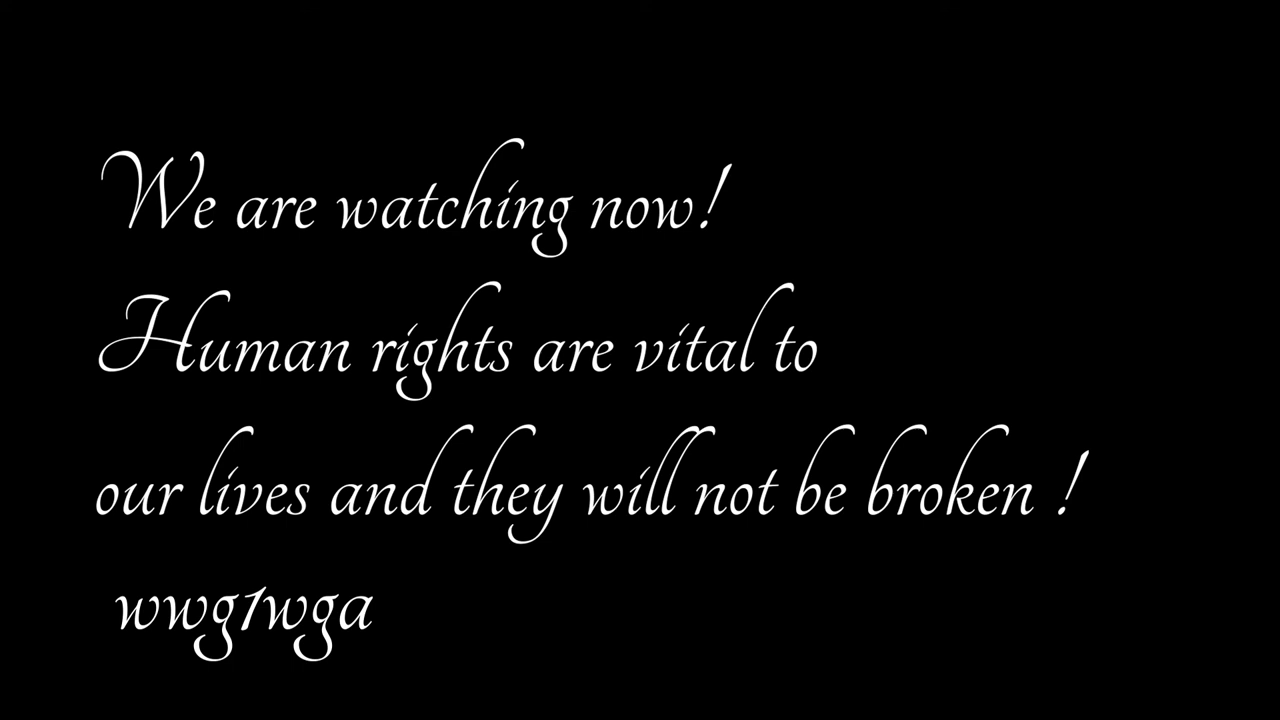 We are watching now!
Human rights are vital to
our lives and they will not be broken !
wwg1wga